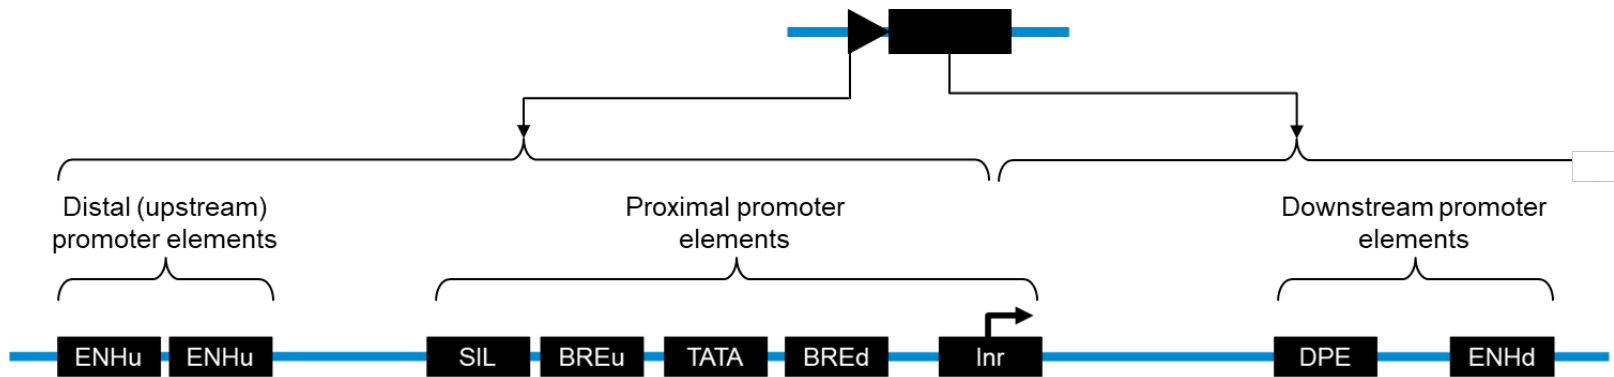 Distal (upstream)
promoter elements
Proximal promoter
elements
Downstream promoter
elements
ENHu ENHu SIL BREu TATA BREd Inr DPE ENHd